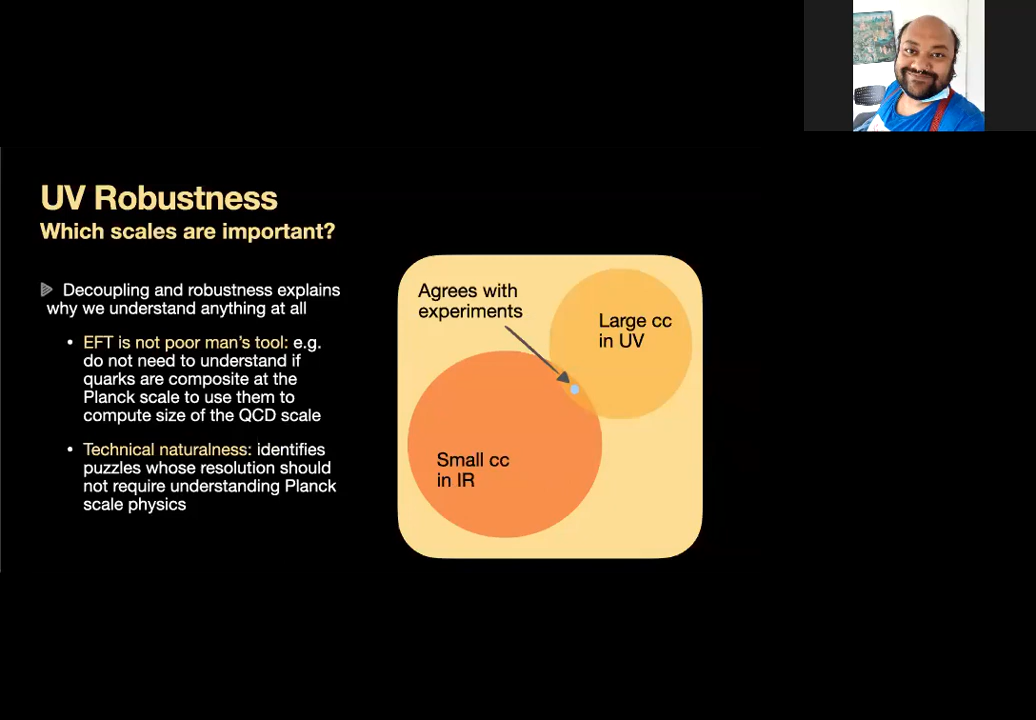 UV Robustness
Which scales are important?
Decoupling and robustness explains
why we understand anything at all
• EFT is not poor man's tool: e.g.
do not need to understand if
quarks are composite at the
Planck scale to use them to
compute size of the QCD scale
• Technical naturalness: identifies
puzzles whose resolution should
not require understanding Planck
scale physics
Agrees with
experiments
Large cc
in UV
Small cc
in IR